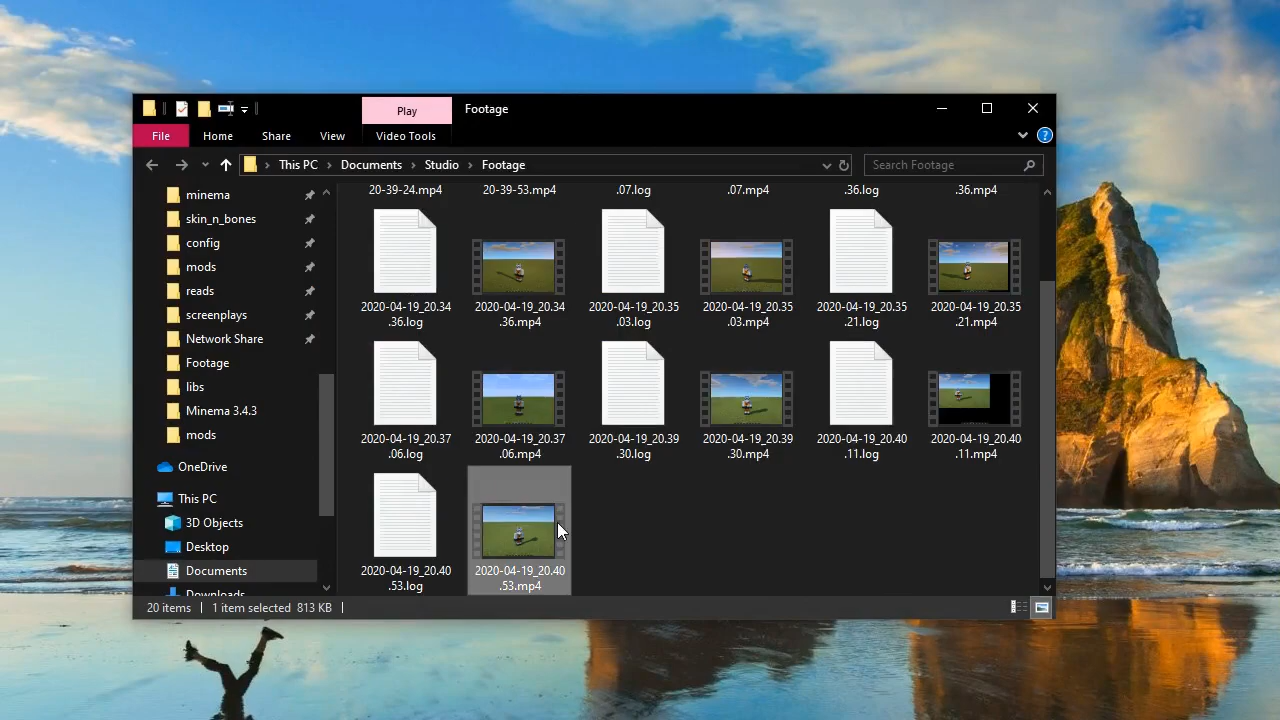 Play
Footage
File
Home
Share
View
Video Tools
This PC
Documents
Studio
Footage
Search Footage
minema
skin_n_bones
config
mods
reads
screenplays
Network Share
Footage
libs
Minema 3.4.3
mods
OneDrive
This PC
3D Objects
Desktop
Documents
Downloads
20-39-24.mp4
20-39-53.mp4
.07.log
.07.mp4
.36.log
.36.mp4
2020-04-19_20.34
.36.log
2020-04-19_20.34
.36.mp4
2020-04-19_20.35
.03.log
2020-04-19_20.35
.03.mp4
2020-04-19_20.35
.21.log
2020-04-19_20.35
.21.mp4
2020-04-19_20.37
.06.log
2020-04-19_20.37
.06.mp4
2020-04-19_20.39
.30.log
2020-04-19_20.39
.30.mp4
2020-04-19_20.40
.11.log
2020-04-19_20.40
.11.mp4
2020-04-19_20.40
.53.log
2020-04-19_20.40
.53.mp4
20 items
1 item selected 813 KB